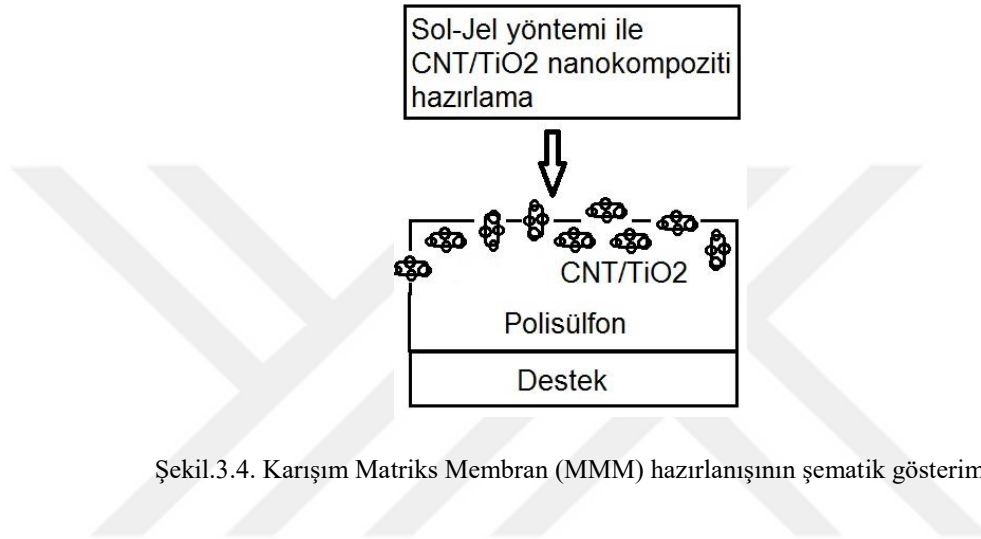 Sol-Jel yöntemi ile
CNT/TiO2 nanokompoziti
hazırlama
CNT/TiO2
Polisülfon
Destek
Şekil.3.4. Karışım Matriks Membran (MMM) hazırlanışının şematik gösterim